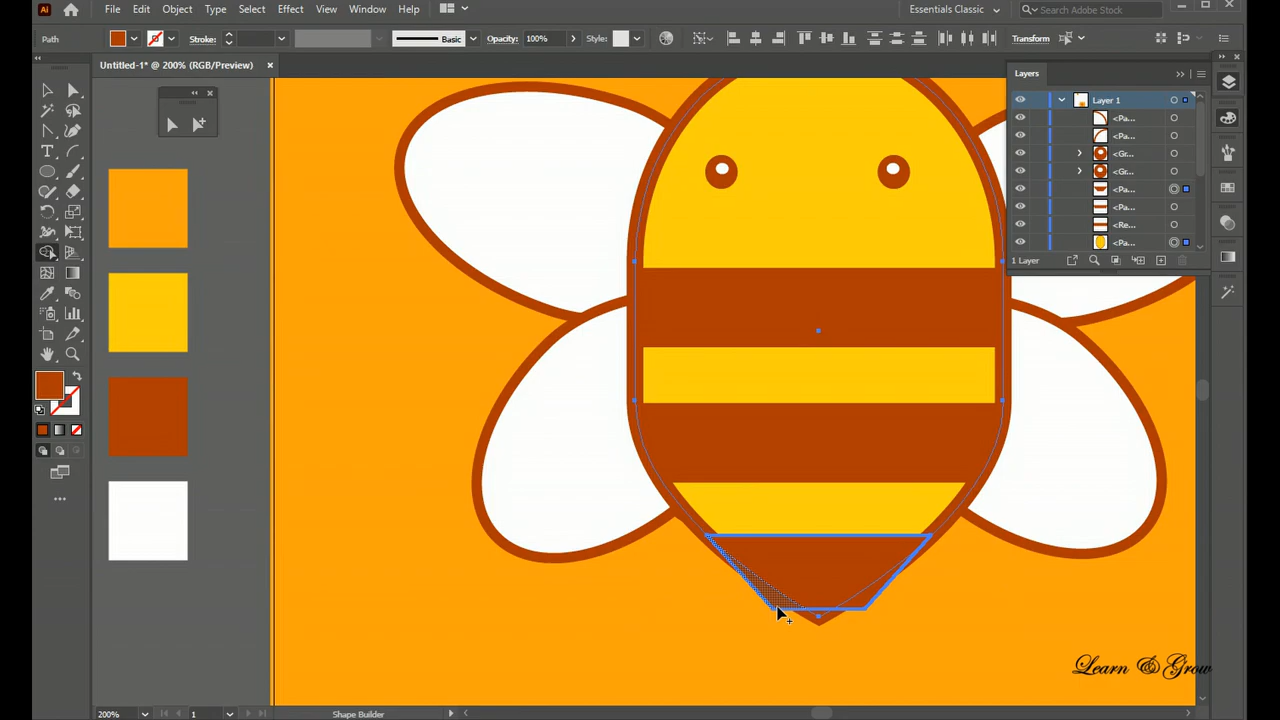 Ai File Edit Object Type Select Effect View Window Help Essentials Classic Search Adobe Stock
Path Stroke: Basic Opacity: 100% Style: Transform
Untitled-1* @ 200% (RGB/Preview)
Layers
Layer 1
<Pa...
<Pa...
<Gr...
<Gr...
<Pa...
<Pa...
<Re...
<Pa...
1 Layer
Learn & Grow
200% 1 Shape Builder